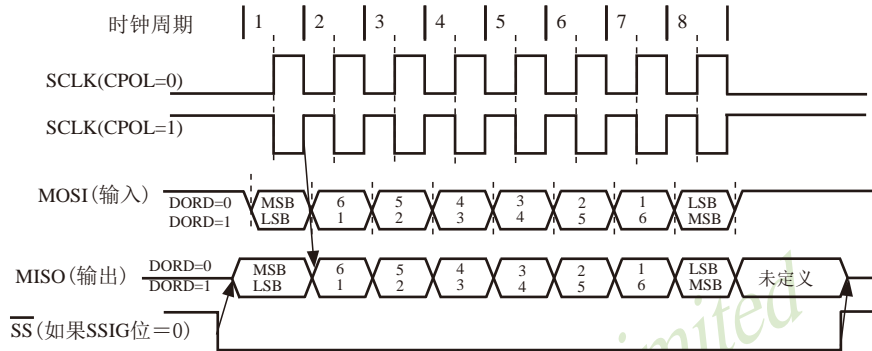 时钟周期 1 2 3 4 5 6 7 8
SCLK(CPOL=0)
SCLK(CPOL=1)
MOSI(输入)
DORD=0 MSB 6 5 4 3 2 1 LSB
DORD=1 LSB 1 2 3 4 5 6 MSB
MISO(输出)
DORD=0 MSB 6 5 4 3 2 1 LSB 未定义
DORD=1 LSB 1 2 3 4 5 6 MSB
SS(如果SSIG位=0)
imited